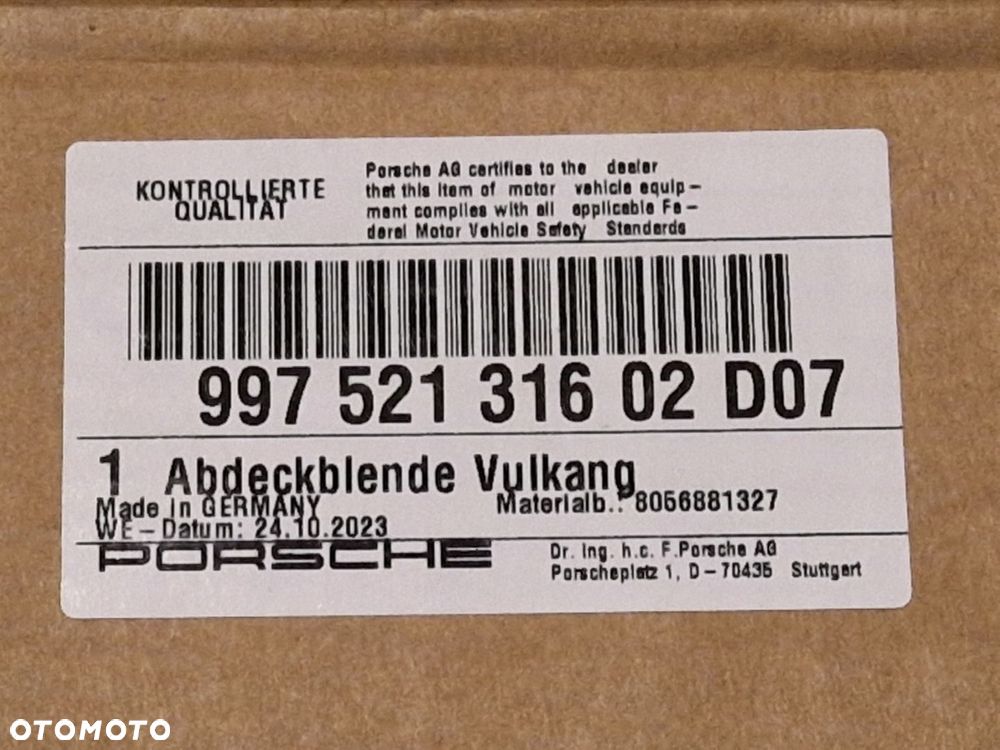 KONTROLLIERTE
QUALITÄT
Porsche AG certifies to the dealer
that this item of motor vehicle equip-
ment complies with all applicable Fe-
deral Motor Vehicle Safety Standards
997 521 316 02 D07
1 Abdeckblende Vulkang
Made in GERMANY
Materialb.: 8056881327
WE-Datum: 24.10.2023
PORSCHE
Dr. Ing. h.c. F.Porsche AG
Porscheplatz 1, D-70435 Stuttgart
OTOMOTO